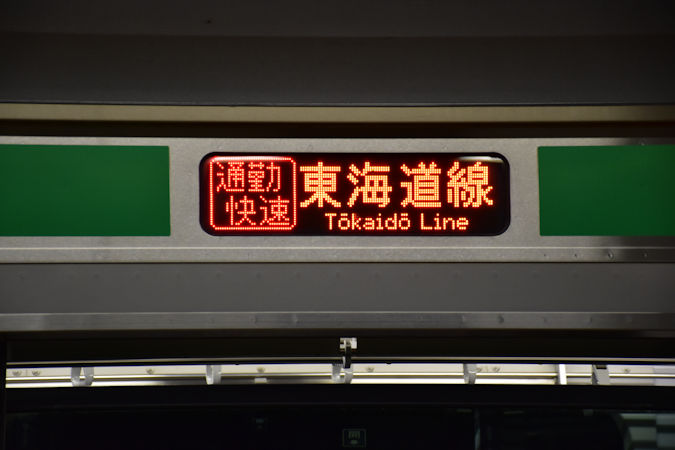 通勤
快速
東海道線
Tōkaidō Line